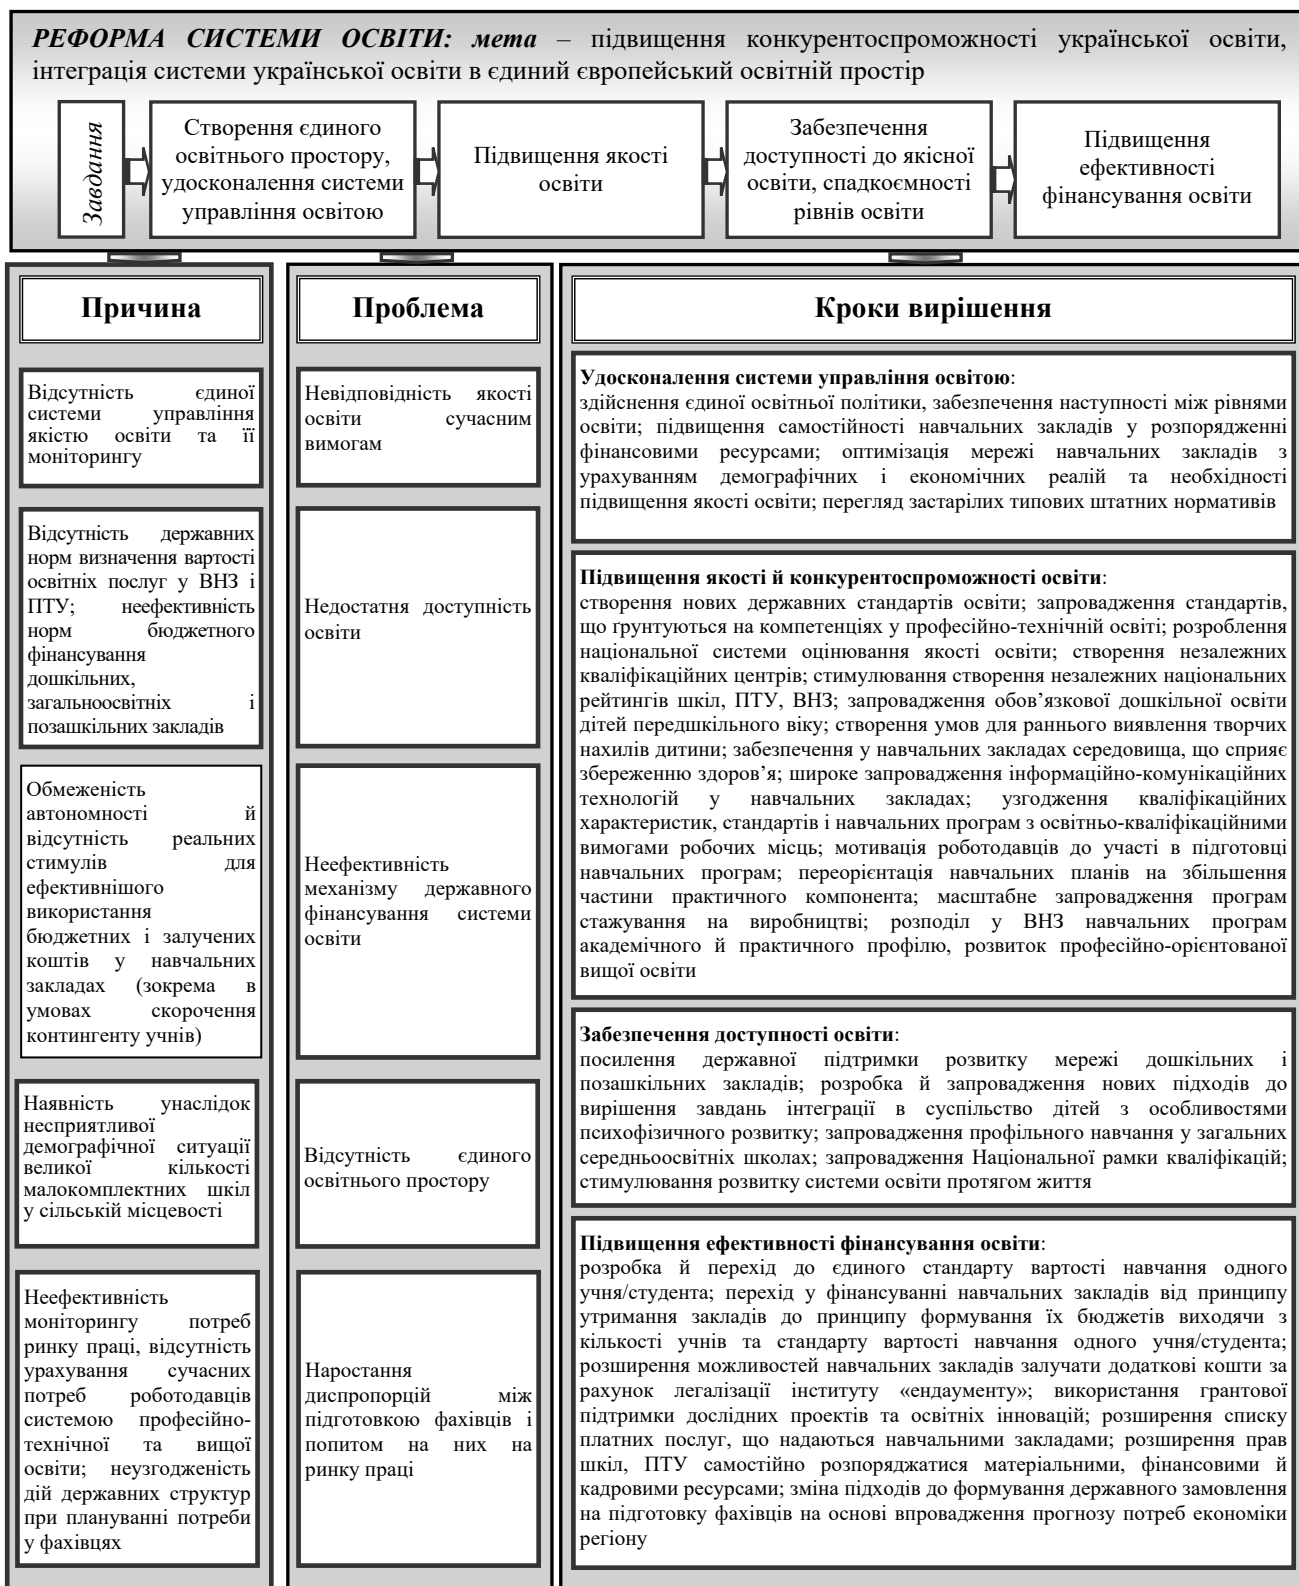 РЕФОРМА СИСТЕМИ ОСВІТИ: мета – підвищення конкурентоспроможності української освіти,
інтеграція системи української освіти в єдиний європейський освітній простір
Завдання
Створення єдиного
освітнього простору,
удосконалення системи
управління освітою
Підвищення якості
освіти
Забезпечення
доступності до якісної
освіти, спадкоємності
рівнів освіти
Підвищення
ефективності
фінансування освіти
Причина
Відсутність єдиної
системи управління
якістю освіти та її
моніторингу
Відсутність державних
норм визначення вартості
освітніх послуг у ВНЗ і
ПТУ; неефективність
норм бюджетного
фінансування
дошкільних,
загальноосвітніх і
позашкільних закладів
Обмеженість
автономності й
відсутність реальних
стимулів для
ефективнішого
використання
бюджетних і залучених
коштів у навчальних
закладах (зокрема в
умовах скорочення
контингенту учнів)
Наявність унаслідок
несприятливої
демографічної ситуації
великої кількості
малокомплектних шкіл
у сільській місцевості
Неефективність
моніторингу потреб
ринку праці, відсутність
урахування сучасних
потреб роботодавців
системою професійно-
технічної та вищої
освіти; неузгодженість
дій державних структур
при плануванні потреби
у фахівцях
Проблема
Невідповідність якості
освіти сучасним
вимогам
Недостатня доступність
освіти
Неефективність
механізму державного
фінансування системи
освіти
Відсутність єдиного
освітнього простору
Наростання
диспропорцій між
підготовкою фахівців і
попитом на них на
ринку праці
Кроки вирішення
Удосконалення системи управління освітою:
здійснення єдиної освітньої політики, забезпечення наступності між рівнями
освіти; підвищення самостійності навчальних закладів у розпорядженні
фінансовими ресурсами; оптимізація мережі навчальних закладів з
урахуванням демографічних і економічних реалій та необхідності
підвищення якості освіти; перегляд застарілих типових штатних нормативів
Підвищення якості й конкурентоспроможності освіти:
створення нових державних стандартів освіти; запровадження стандартів,
що ґрунтуються на компетенціях у професійно-технічній освіті; розроблення
національної системи оцінювання якості освіти; створення незалежних
кваліфікаційних центрів; стимулювання створення незалежних національних
рейтингів шкіл, ПТУ, ВНЗ; запровадження обов’язкової дошкільної освіти
дітей передшкільного віку; створення умов для раннього виявлення творчих
нахилів дитини; забезпечення у навчальних закладах середовища, що сприяє
збереженню здоров’я; широке запровадження інформаційно-комунікаційних
технологій у навчальних закладах; узгодження кваліфікаційних
характеристик, стандартів і навчальних програм з освітньо-кваліфікаційними
вимогами робочих місць; мотивація роботодавців до участі в підготовці
навчальних програм; переорієнтація навчальних планів на збільшення
частини практичного компонента; масштабне запровадження програм
стажування на виробництві; розподіл у ВНЗ навчальних програм
академічного й практичного профілю, розвиток професійно-орієнтованої
вищої освіти
Забезпечення доступності освіти:
посилення державної підтримки розвитку мережі дошкільних і
позашкільних закладів; розробка й запровадження нових підходів до
вирішення завдань інтеграції в суспільство дітей з особливостями
психофізичного розвитку; запровадження профільного навчання у загальних
середньоосвітніх школах; запровадження Національної рамки кваліфікацій;
стимулювання розвитку системи освіти протягом життя
Підвищення ефективності фінансування освіти:
розробка й перехід до єдиного стандарту вартості навчання одного
учня/студента; перехід у фінансуванні навчальних закладів від принципу
утримання закладів до принципу формування їх бюджетів виходячи з
кількості учнів та стандарту вартості навчання одного учня/студента;
розширення можливостей навчальних закладів залучати додаткові кошти за
рахунок легалізації інституту «ендаументу»; використання грантової
підтримки дослідних проектів та освітніх інновацій; розширення списку
платних послуг, що надаються навчальними закладами; розширення прав
шкіл, ПТУ самостійно розпоряджатися матеріальними, фінансовими й
кадровими ресурсами; зміна підходів до формування державного замовлення
на підготовку фахівців на основі впровадження прогнозу потреб економіки
регіону